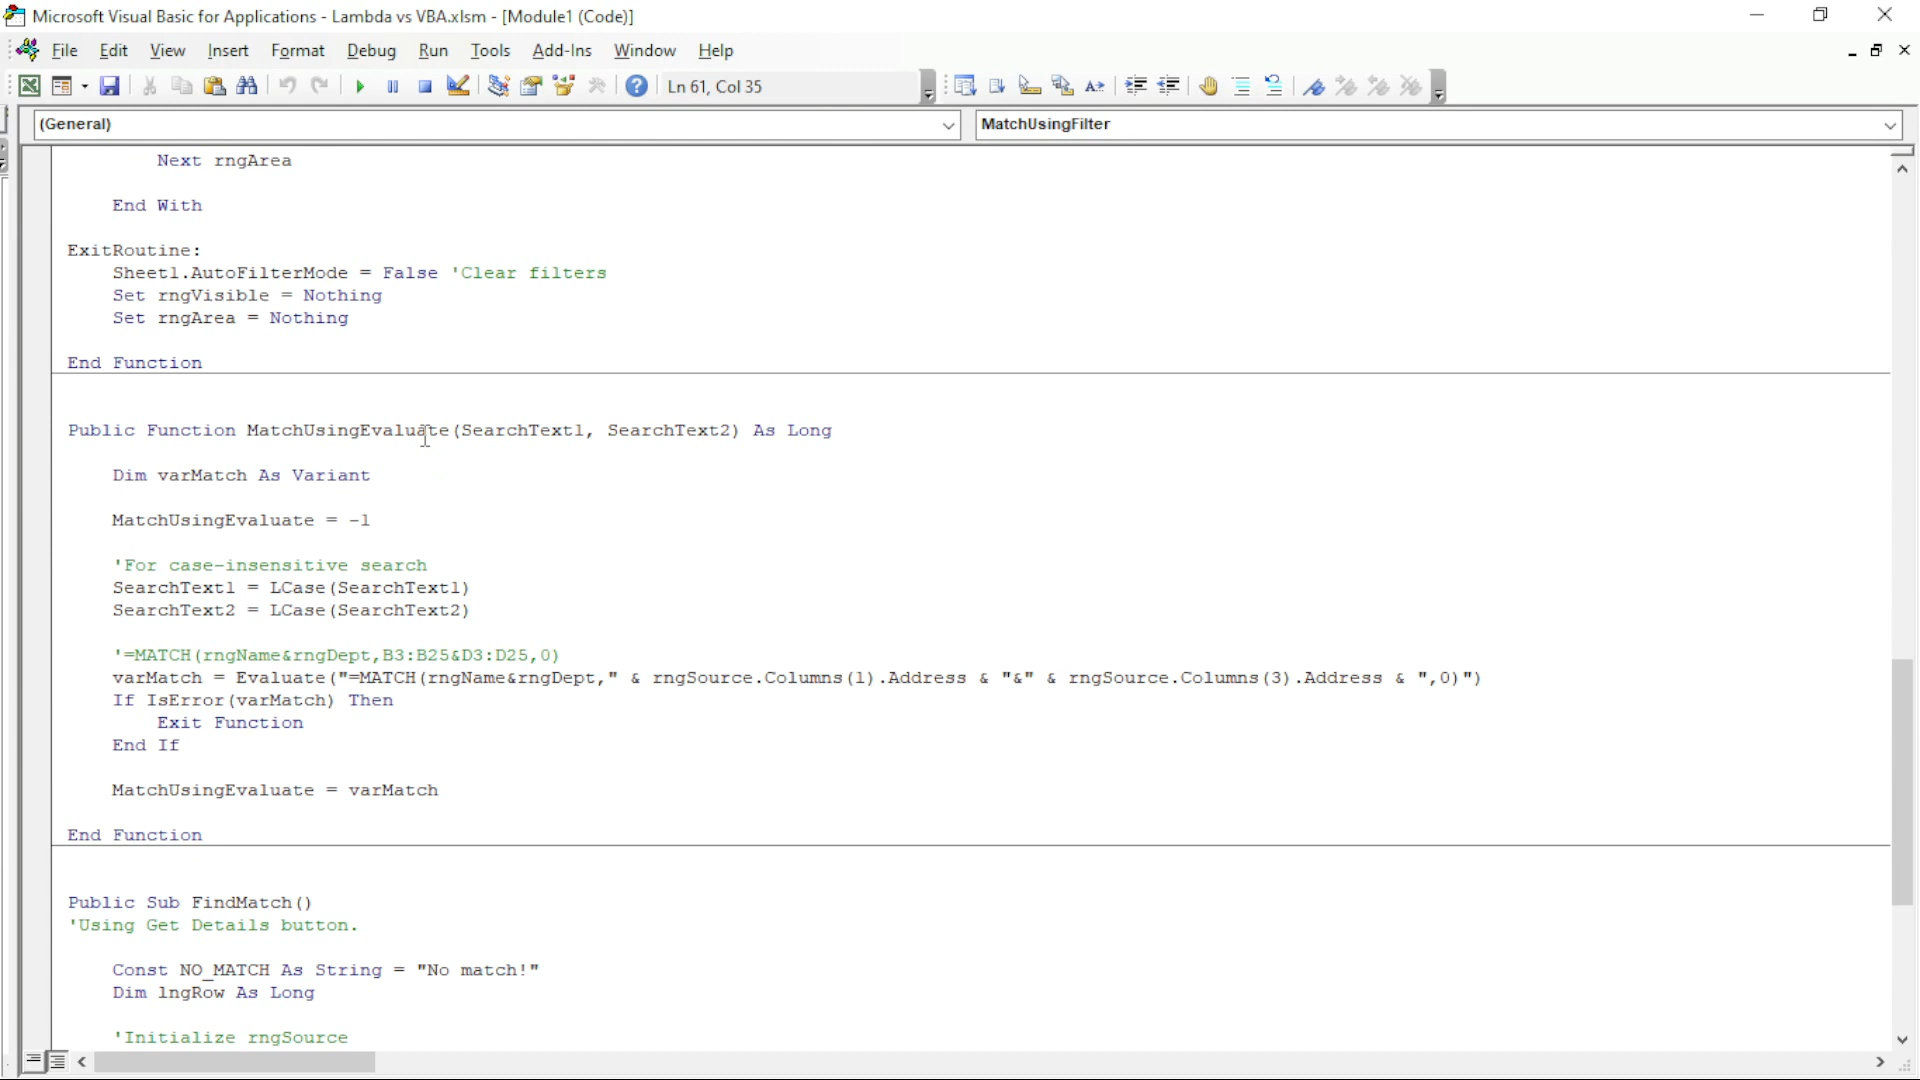 Microsoft Visual Basic for Applications - Lambda vs VBA.xlsm - [Module1 (Code)]
File Edit View Insert Format Debug Run Tools Add-Ins Window Help
Ln 61, Col 35
(General) MatchUsingFilter
Next rngArea
End With
ExitRoutine:
Sheet1.AutoFilterMode = False 'Clear filters
Set rngVisible = Nothing
Set rngArea = Nothing
End Function
Public Function MatchUsingEvaluate(SearchText1, SearchText2) As Long
Dim varMatch As Variant
MatchUsingEvaluate = -1
'For case-insensitive search
SearchText1 = LCase(SearchText1)
SearchText2 = LCase(SearchText2)
'=MATCH(rngName&rngDept,B3:B25&D3:D25,0)
varMatch = Evaluate("=MATCH(rngName&rngDept," & rngSource.Columns(1).Address & "&" & rngSource.Columns(3).Address & ",0)")
If IsError(varMatch) Then
Exit Function
End If
MatchUsingEvaluate = varMatch
End Function
Public Sub FindMatch()
'Using Get Details button.
Const NO_MATCH As String = "No match!"
Dim lngRow As Long
'Initialize rngSource